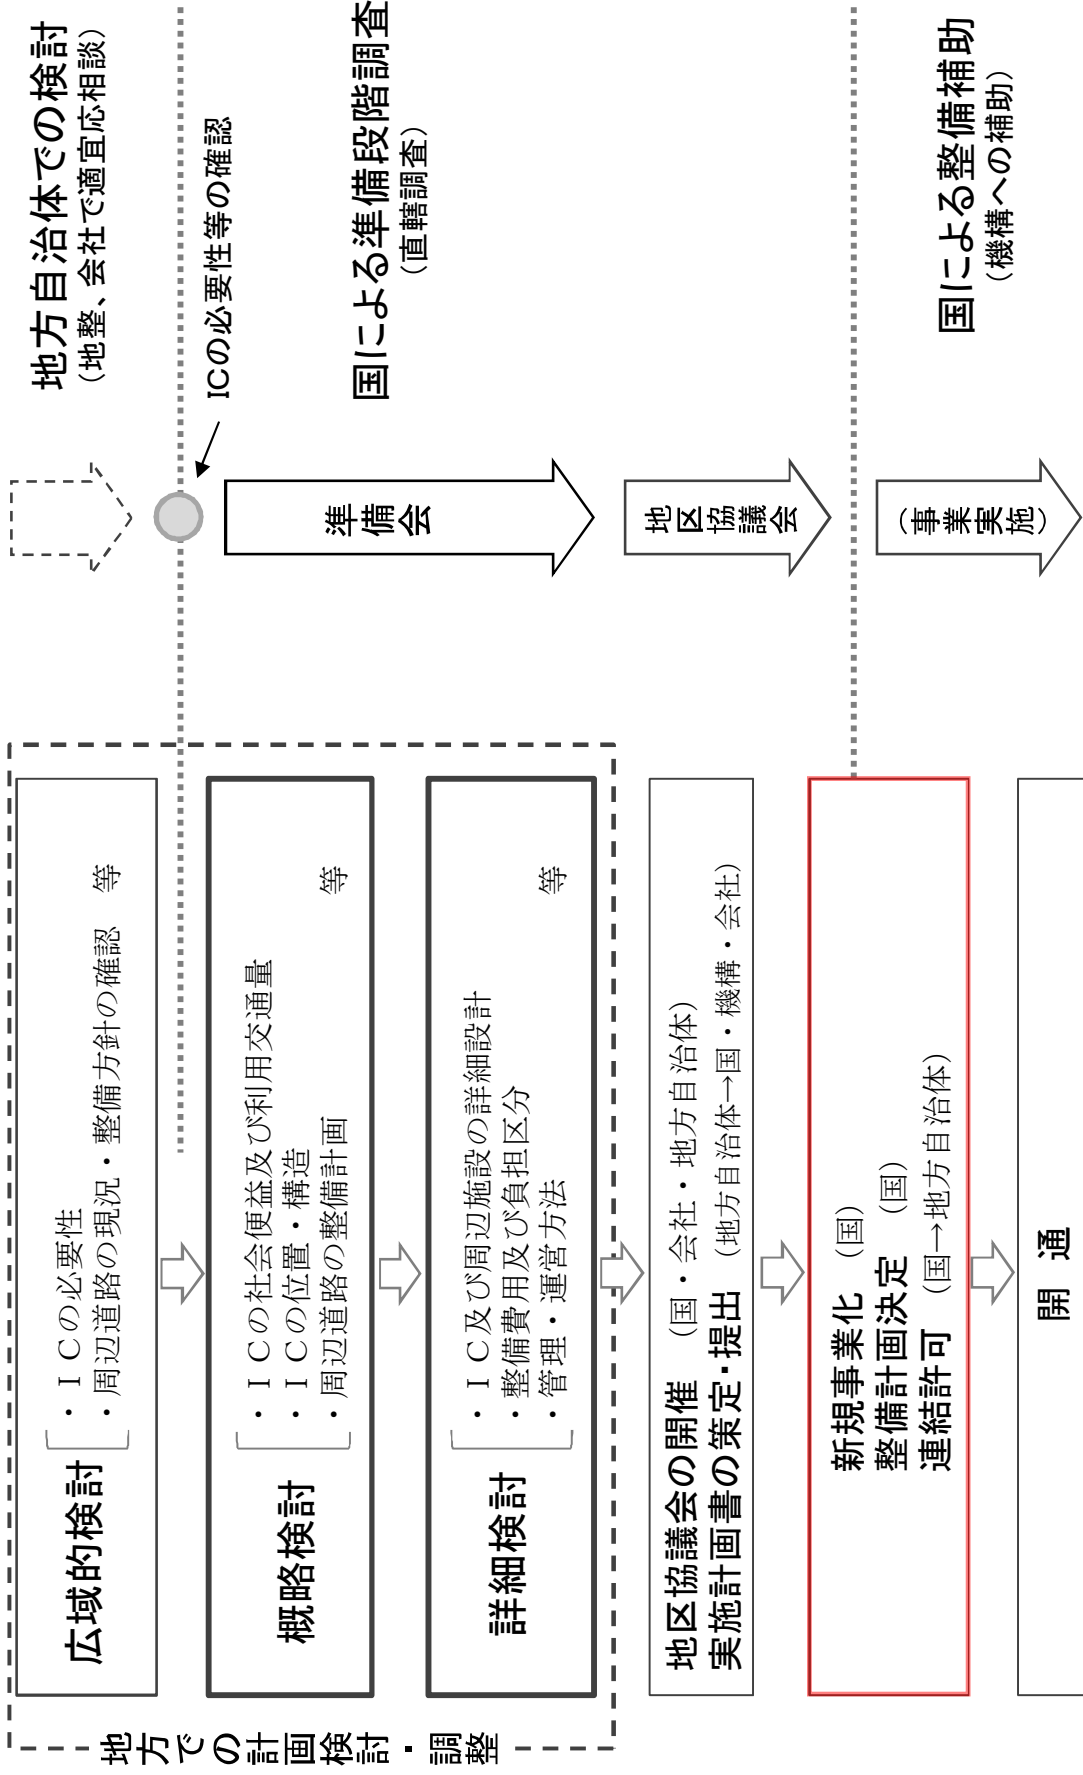 地方での計画検討・調整
広域的検討
・ＩＣの必要性
・周辺道路の現況・整備方針の確認　等
概略検討
・ＩＣの社会便益及び利用交通量
・ＩＣの位置・構造
・周辺道路の整備計画　等
詳細検討
・ＩＣ及び周辺施設の詳細設計
・整備費用及び負担区分
・管理・運営方法　等
地区協議会の開催　（国・会社・地方自治体）
実施計画書の策定・提出　（地方自治体→国・機構・会社）
新規事業化　（国）
整備計画決定　（国）
連結許可　（国→地方自治体）
開　通
準備会
地区協議会
（事業実施）
地方自治体での検討
（地整、会社で適宜応相談）
ICの必要性等の確認
国による準備段階調査
（直轄調査）
国による整備補助
（機構への補助）